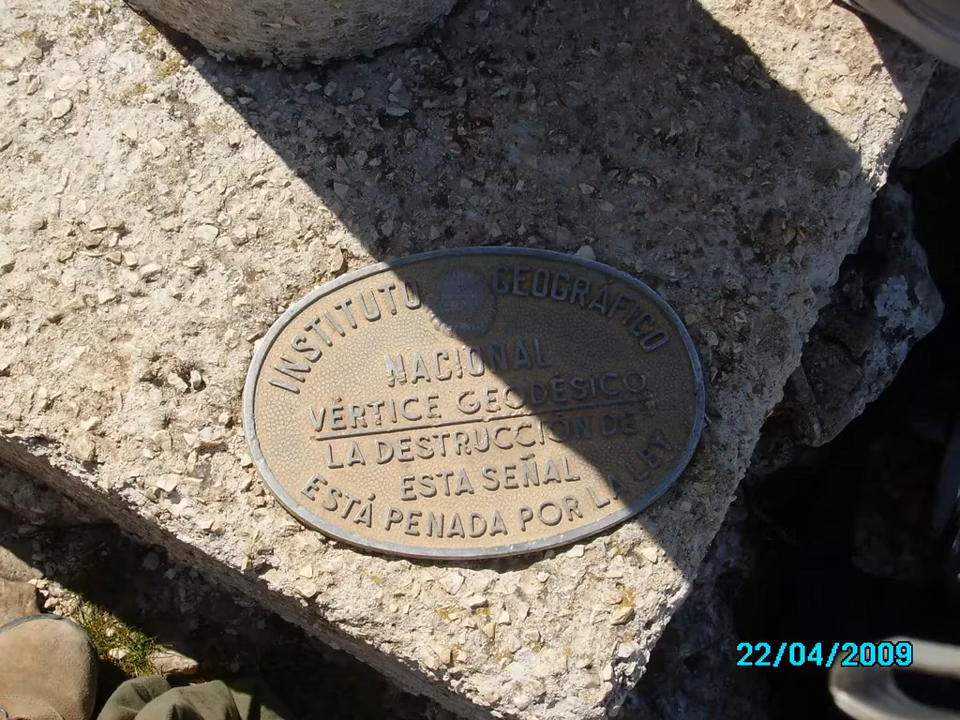 INSTITUTO GEOGRÁFICO
NACIONAL
VÉRTICE GEODÉSICO
LA DESTRUCCIÓN DE
ESTA SEÑAL
ESTÁ PENADA POR LA LEY
22/04/2009